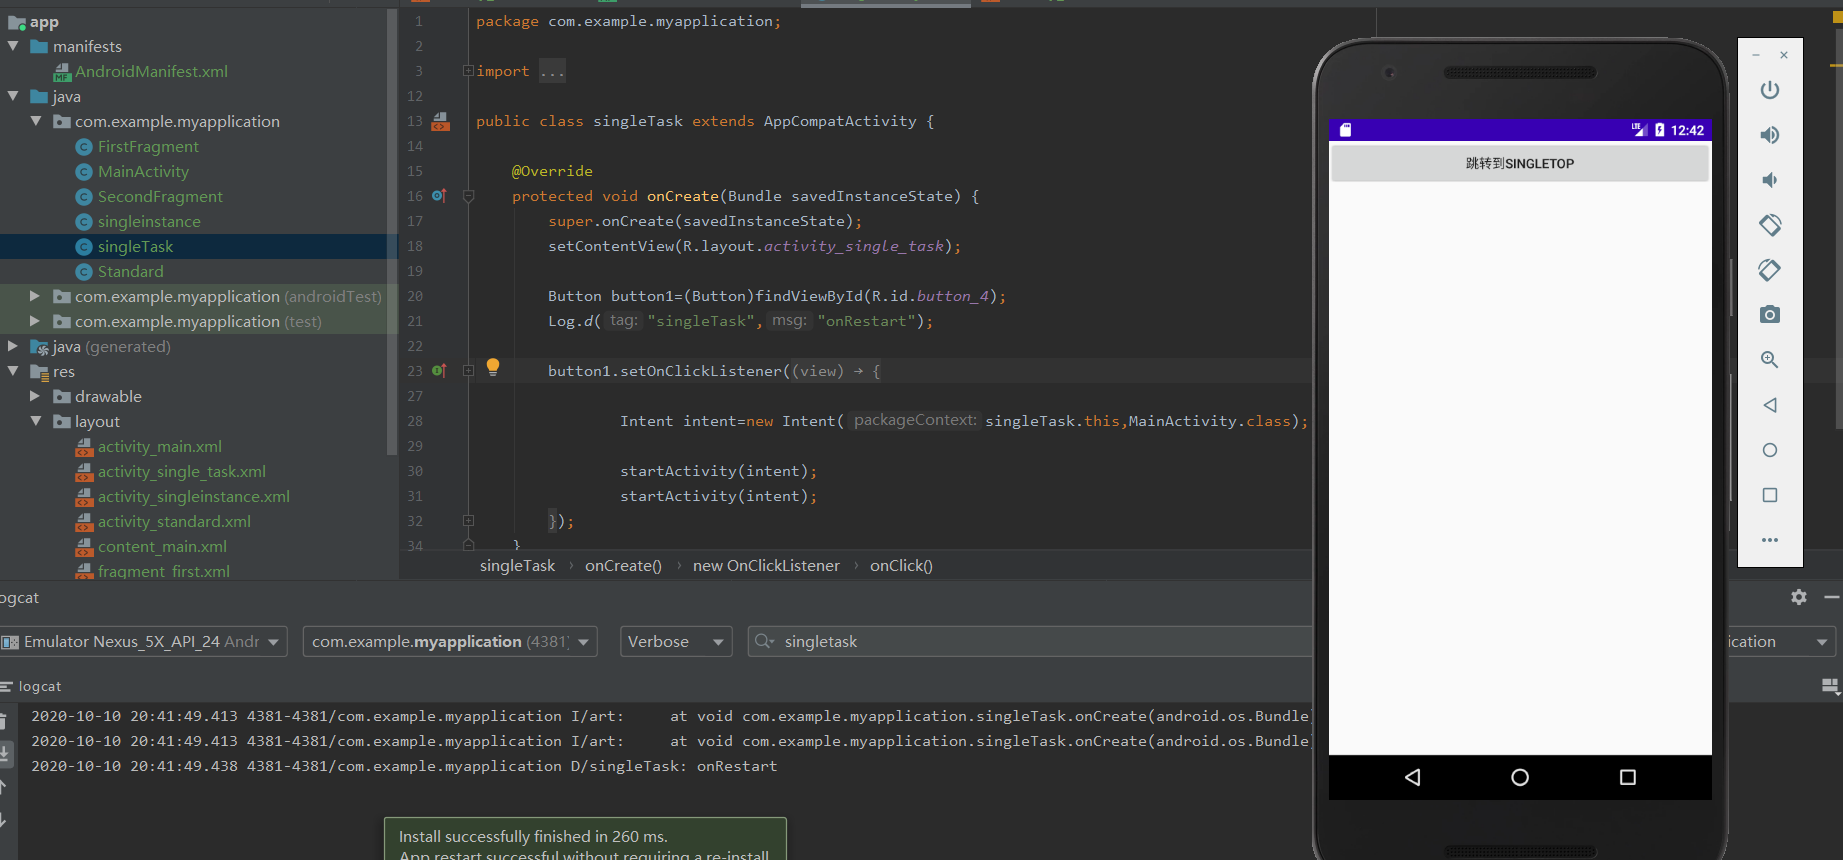 app
manifests
AndroidManifest.xml
java
com.example.myapplication
FirstFragment
MainActivity
SecondFragment
singleinstance
singleTask
Standard
com.example.myapplication (androidTest)
com.example.myapplication (test)
java (generated)
res
drawable
layout
activity_main.xml
activity_single_task.xml
activity_singleinstance.xml
activity_standard.xml
content_main.xml
fragment_first.xml
1 package com.example.myapplication;
2
3 import ...
12
13 public class singleTask extends AppCompatActivity {
14
15 @Override
16 protected void onCreate(Bundle savedInstanceState) {
17 super.onCreate(savedInstanceState);
18 setContentView(R.layout.activity_single_task);
19
20 Button button1=(Button)findViewById(R.id.button_4);
21 Log.d( tag: "singleTask", msg: "onRestart");
22
23 button1.setOnClickListener((view) → {
27
28 Intent intent=new Intent( packageContext: singleTask.this,MainActivity.class);
29
30 startActivity(intent);
31 startActivity(intent);
32 });
34 }
singleTask › onCreate() › new OnClickListener › onClick()
LTE 12:42
跳转到SINGLETOP
ogcat
Emulator Nexus_5X_API_24 Andr
com.example.myapplication (4381)
Verbose
singletask
ication
logcat
2020-10-10 20:41:49.413 4381-4381/com.example.myapplication I/art: at void com.example.myapplication.singleTask.onCreate(android.os.Bundle)
2020-10-10 20:41:49.413 4381-4381/com.example.myapplication I/art: at void com.example.myapplication.singleTask.onCreate(android.os.Bundle)
2020-10-10 20:41:49.438 4381-4381/com.example.myapplication D/singleTask: onRestart
Install successfully finished in 260 ms.
App restart successful without requiring a re-install.